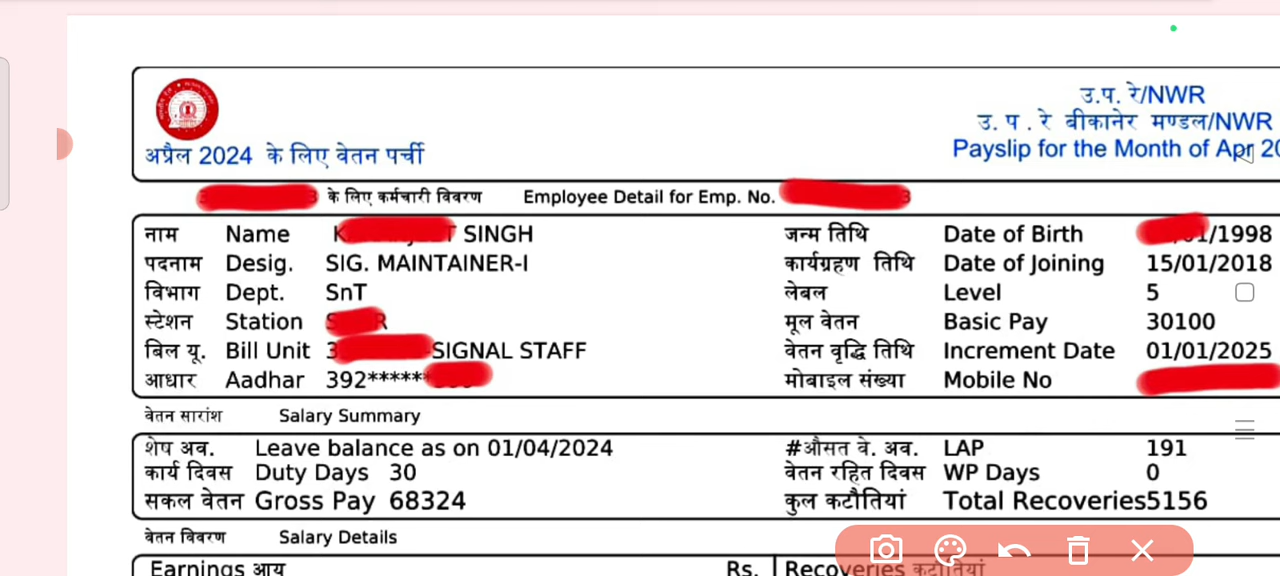 उ.प. रे/NWR
उ. प . रे बीकानेर मण्डल/NWR
अप्रैल 2024 के लिए वेतन पर्ची
Payslip for the Month of Apr 20
के लिए कर्मचारी विवरण Employee Detail for Emp. No.
नाम Name SINGH जन्म तिथि Date of Birth /1998
पदनाम Desig. SIG. MAINTAINER-I कार्यग्रहण तिथि Date of Joining 15/01/2018
विभाग Dept. SnT लेबल Level 5
स्टेशन Station मूल वेतन Basic Pay 30100
बिल यू. Bill Unit 3 -SIGNAL STAFF वेतन वृद्धि तिथि Increment Date 01/01/2025
आधार Aadhar 392***** मोबाइल संख्या Mobile No
वेतन सारांश Salary Summary
शेष अव. Leave balance as on 01/04/2024 #औसत वे. अव. LAP 191
कार्य दिवस Duty Days 30 वेतन रहित दिवस WP Days 0
सकल वेतन Gross Pay 68324 कुल कटौतियां Total Recoveries5156
वेतन विवरण Salary Details
Earnings आय Rs. Recoveries कटौतियां